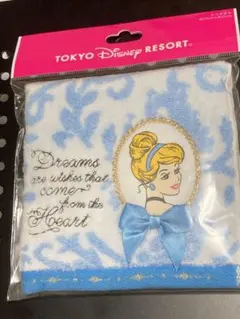 TOKYO Disney RESORT®
Dreams
are wishes that
come
from the
Heart